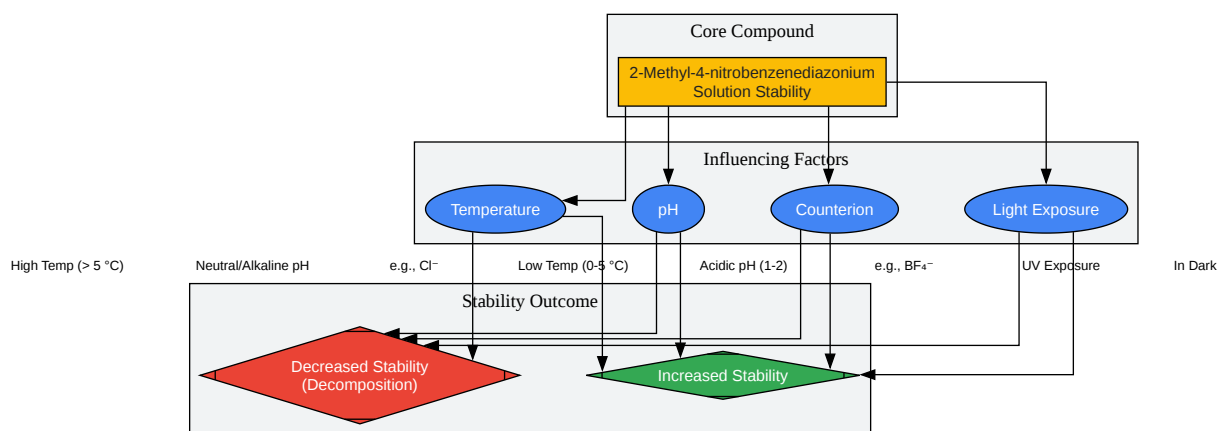 Core Compound
2-Methyl-4-nitrobenzenediazonium
Solution Stability
Influencing Factors
Temperature
pH
Counterion
Light Exposure
High Temp (> 5 °C)
Neutral/Alkaline pH
e.g., Cl⁻
Low Temp (0-5 °C)
Acidic pH (1-2)
e.g., BF₄⁻
UV Exposure
In Dark
Stability Outcome
Decreased Stability
(Decomposition)
Increased Stability